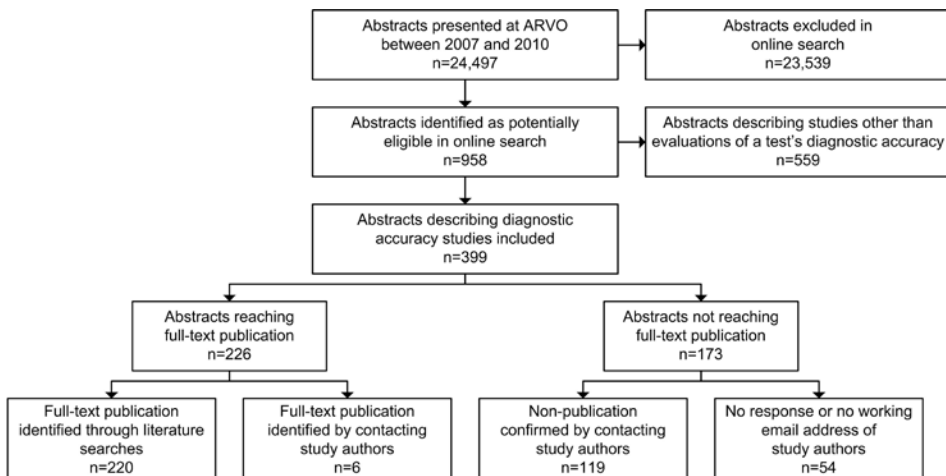 Abstracts presented at ARVO
between 2007 and 2010
n=24,497
Abstracts excluded in
online search
n=23,539
Abstracts identified as potentially
eligible in online search
n=958
Abstracts describing studies other than
evaluations of a test's diagnostic accuracy
n=559
Abstracts describing diagnostic
accuracy studies included
n=399
Abstracts reaching
full-text publication
n=226
Abstracts not reaching
full-text publication
n=173
Full-text publication
identified through literature
searches
n=220
Full-text publication
identified by contacting
study authors
n=6
Non-publication
confirmed by contacting
study authors
n=119
No response or no working
email address of
study authors
n=54